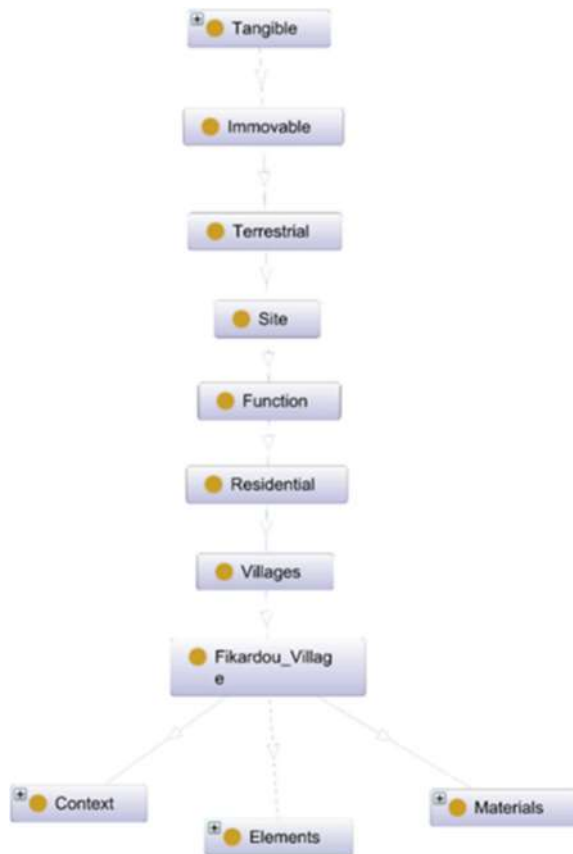 Tangible
Immovable
Terrestrial
Site
Function
Residential
Villages
Fikardou_Villag
e
Context
Elements
Materials